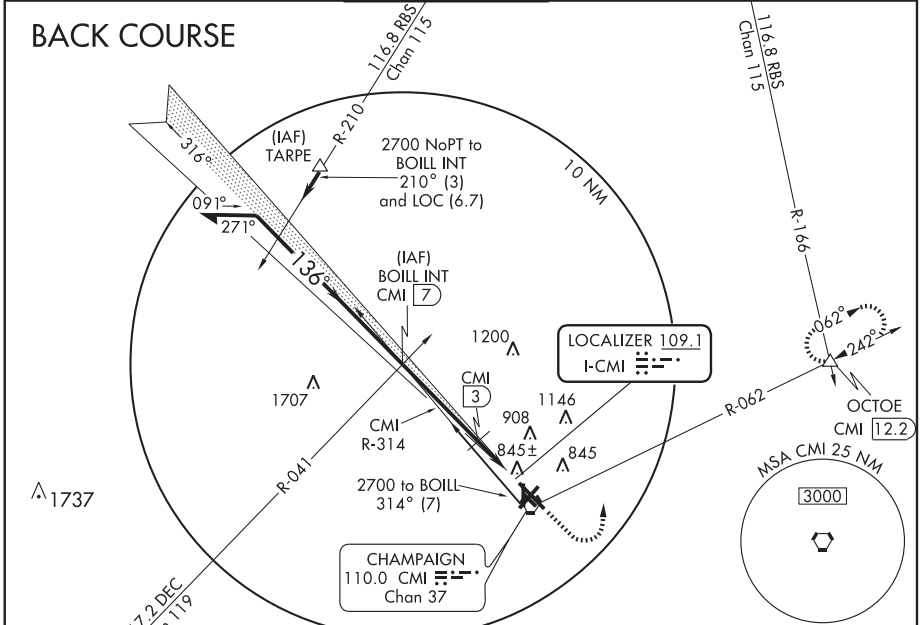 BACK COURSE
116.8 RBS
Chan 115
R-210
116.8 RBS
Chan 115
R-166
(IAF)
TARPE
2700 NoPT to
BOILL INT
210° (3)
and LOC (6.7)
10 NM
316°
091°
271°
136°
(IAF)
BOILL INT
CMI 7
1200
LOCALIZER 109.1
I-CMI
062°
242°
OCTOE
CMI 12.2
R-062
1707
CMI
3
1146
908
845±
845
CMI
R-314
R-041
1737
2700 to BOILL
314° (7)
MSA CMI 25 NM
3000
CHAMPAIGN
110.0 CMI
Chan 37
7.2 DEC
119